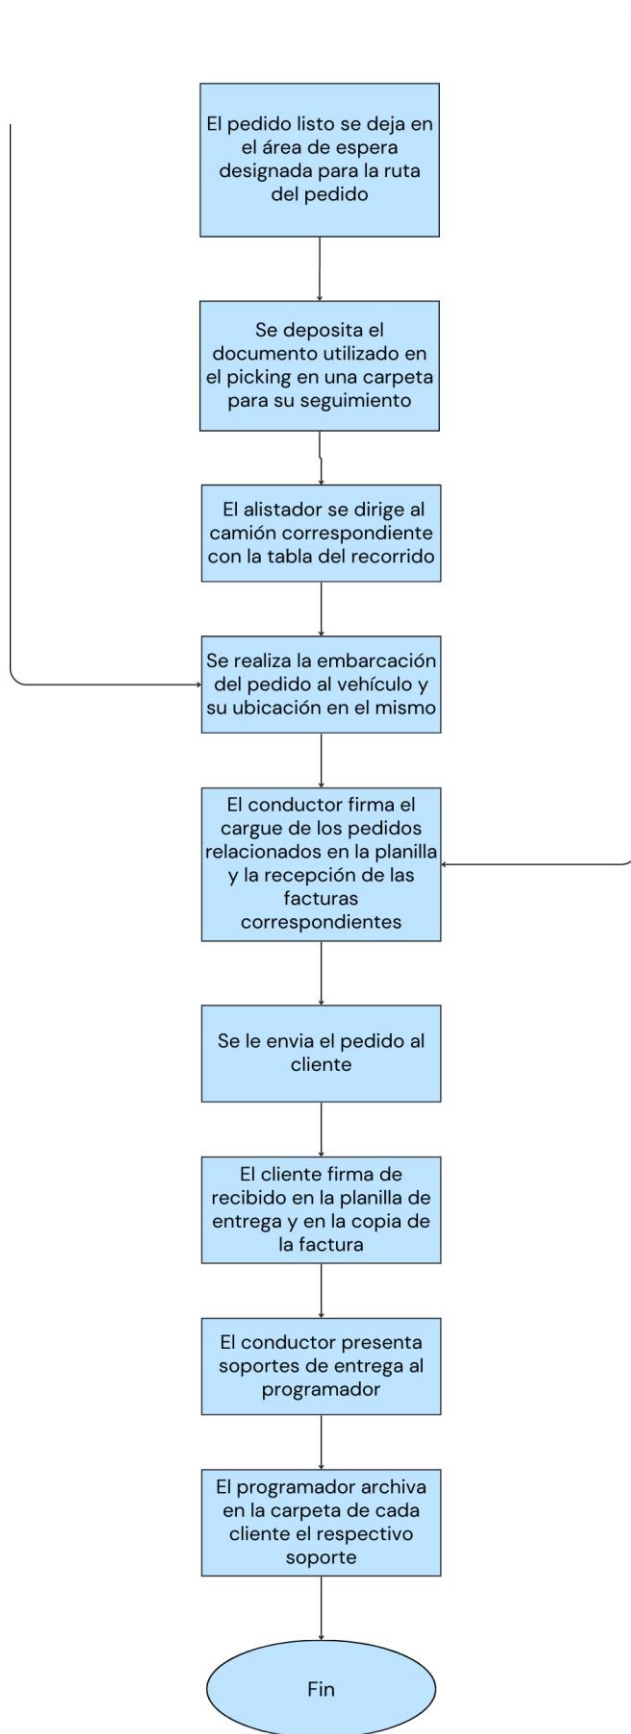 El pedido listo se deja en
el área de espera
designada para la ruta
del pedido
Se deposita el
documento utilizado en
el picking en una carpeta
para su seguimiento
El alistador se dirige al
camión correspondiente
con la tabla del recorrido
Se realiza la embarcación
del pedido al vehículo y
su ubicación en el mismo
El conductor firma el
cargue de los pedidos
relacionados en la planilla
y la recepción de las
facturas
correspondientes
Se le envia el pedido al
cliente
El cliente firma de
recibido en la planilla de
entrega y en la copia de
la factura
El conductor presenta
soportes de entrega al
programador
El programador archiva
en la carpeta de cada
cliente el respectivo
soporte
Fin